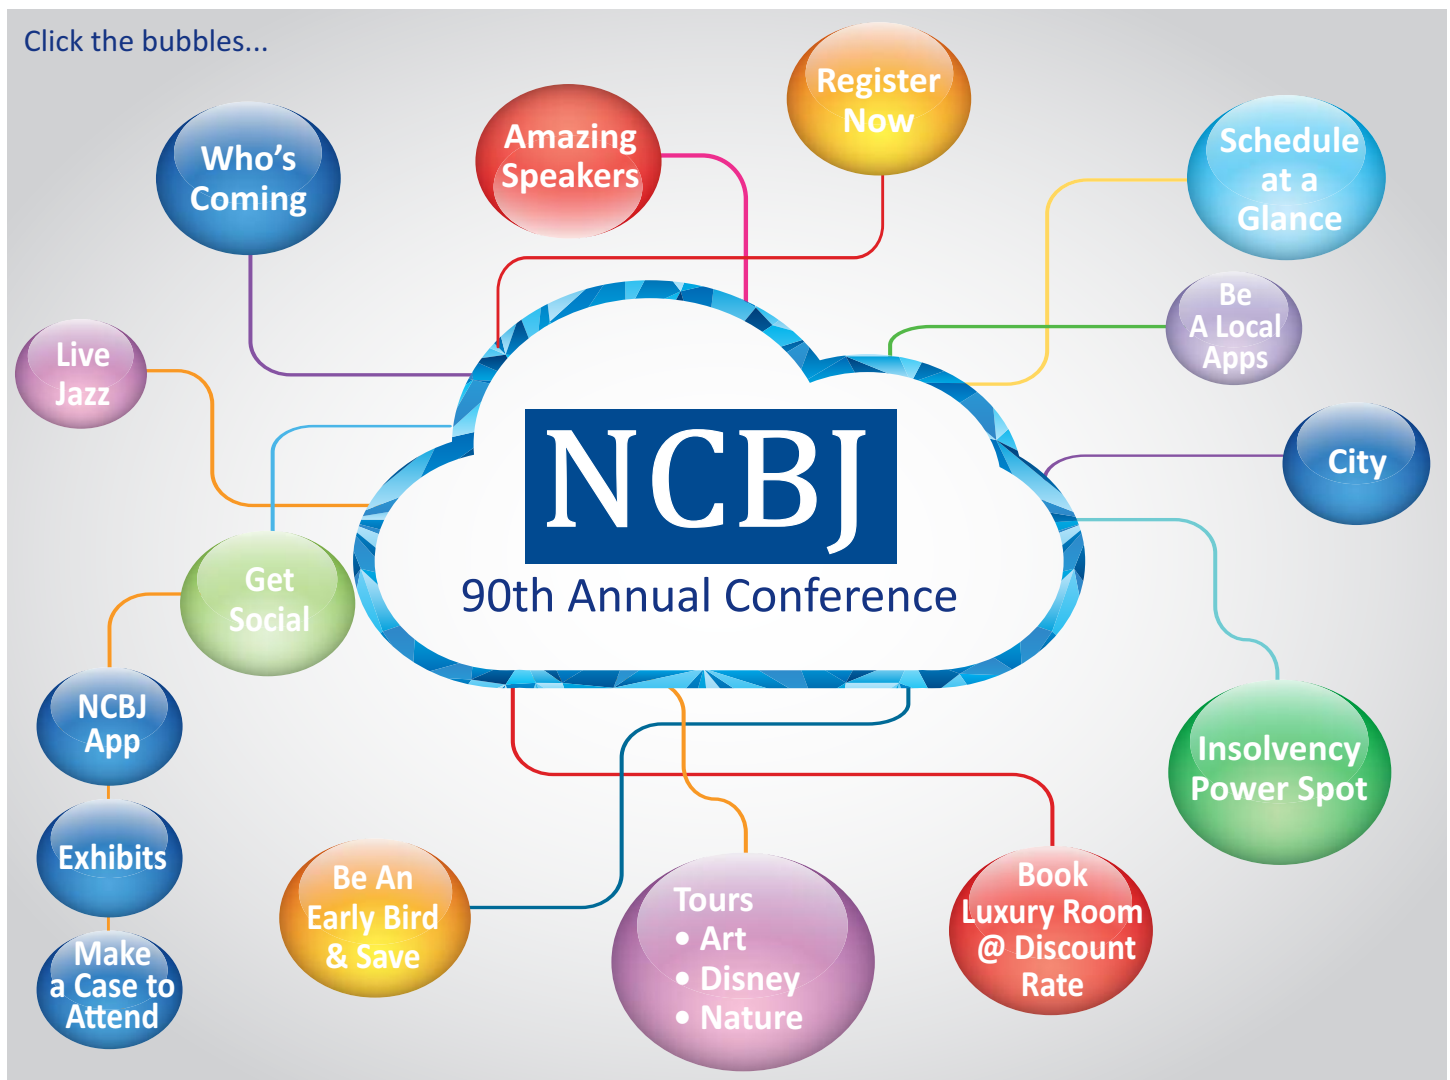 Click the bubbles...
Register
Now
Amazing
Speakers
Who's
Coming
Schedule
at a
Glance
Be
A Local
Apps
Live
Jazz
City
NCBJ
90th Annual Conference
Get
Social
NCBJ
App
Insolvency
Power Spot
Exhibits
Make
a Case to
Attend
Be An
Early Bird
& Save
Tours
• Art
• Disney
• Nature
Book
Luxury Room
@ Discount
Rate